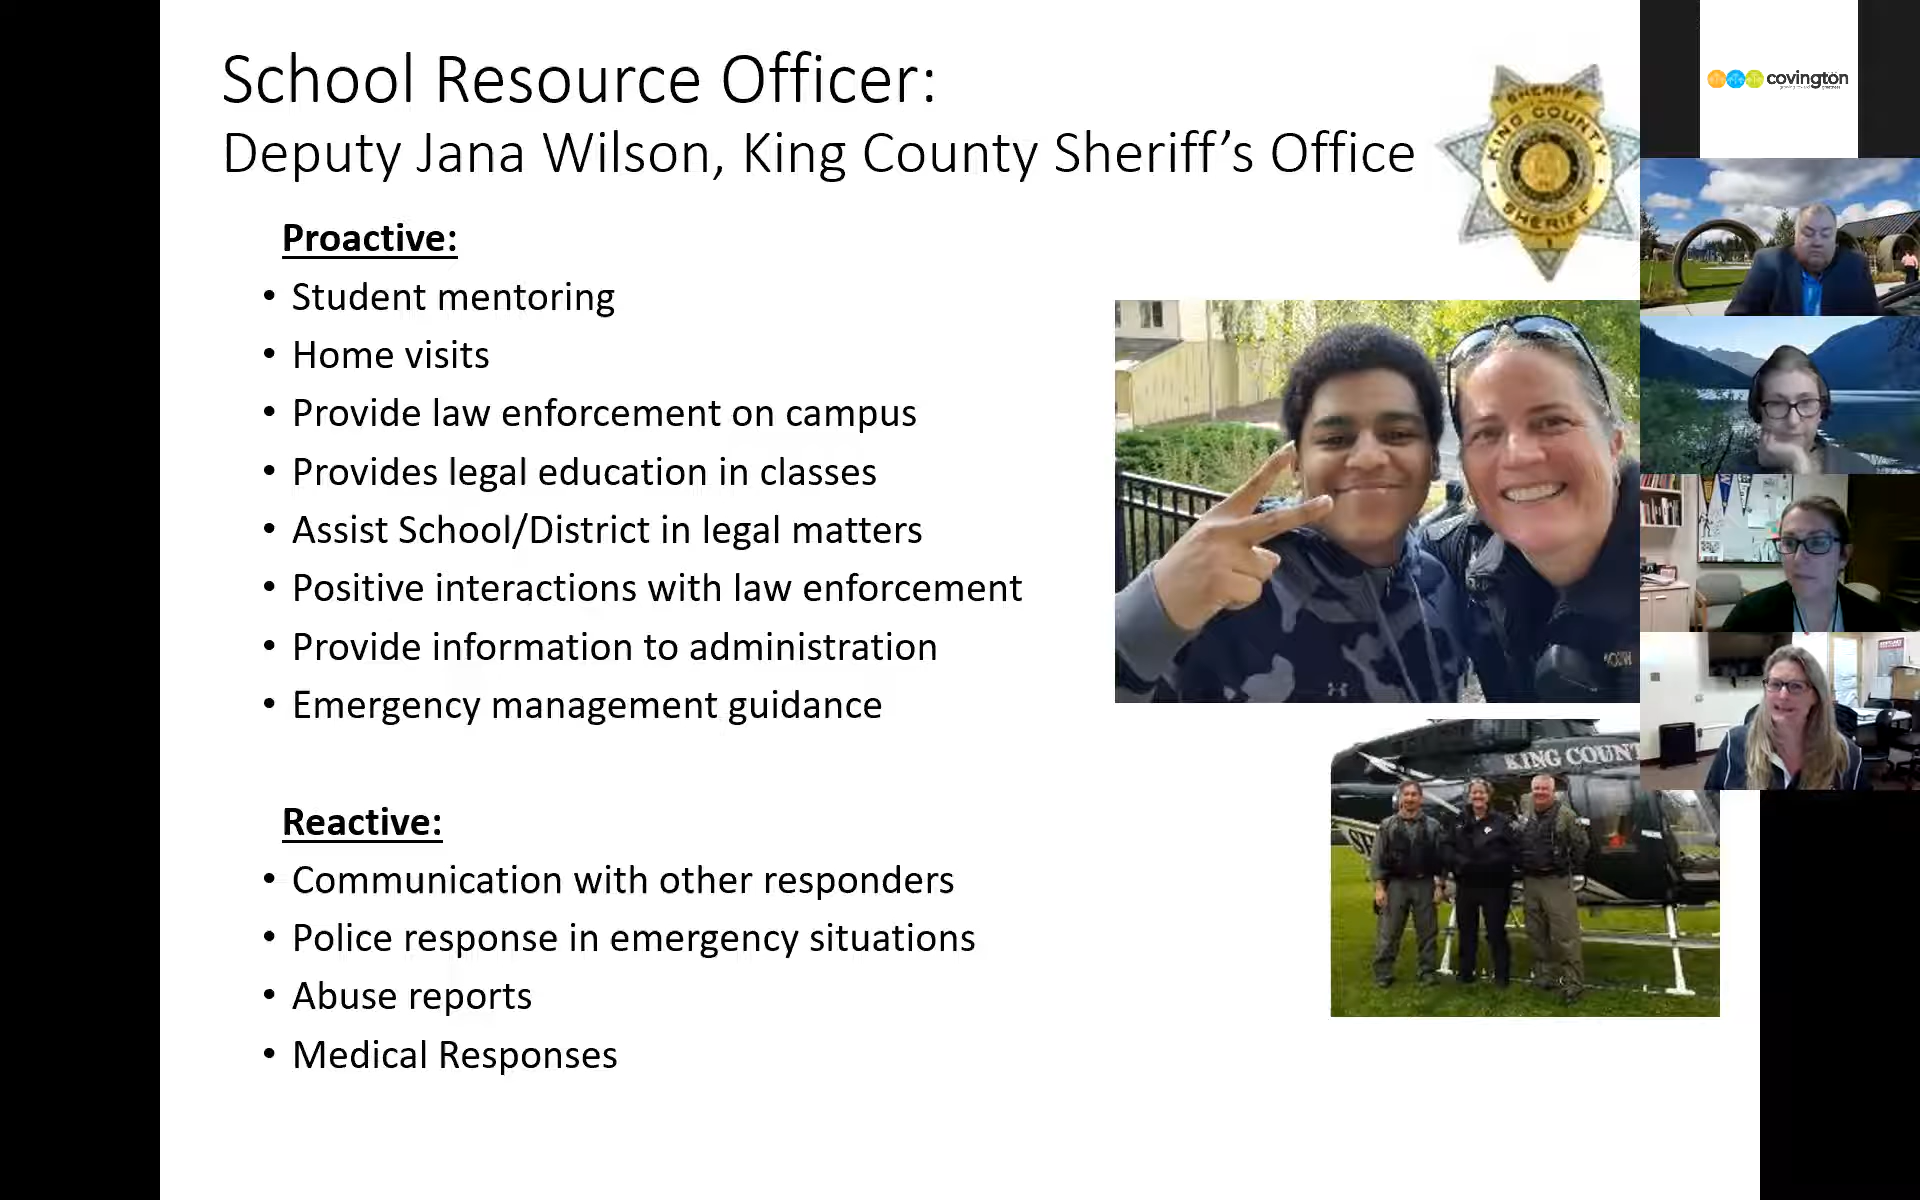 School Resource Officer:
Deputy Jana Wilson, King County Sheriff's Office
SHERIFF
KING COUNTY
SHERIFF
covington
Proactive:
• Student mentoring
• Home visits
• Provide law enforcement on campus
• Provides legal education in classes
• Assist School/District in legal matters
• Positive interactions with law enforcement
• Provide information to administration
• Emergency management guidance
KING COUNT
Reactive:
• Communication with other responders
• Police response in emergency situations
• Abuse reports
• Medical Responses